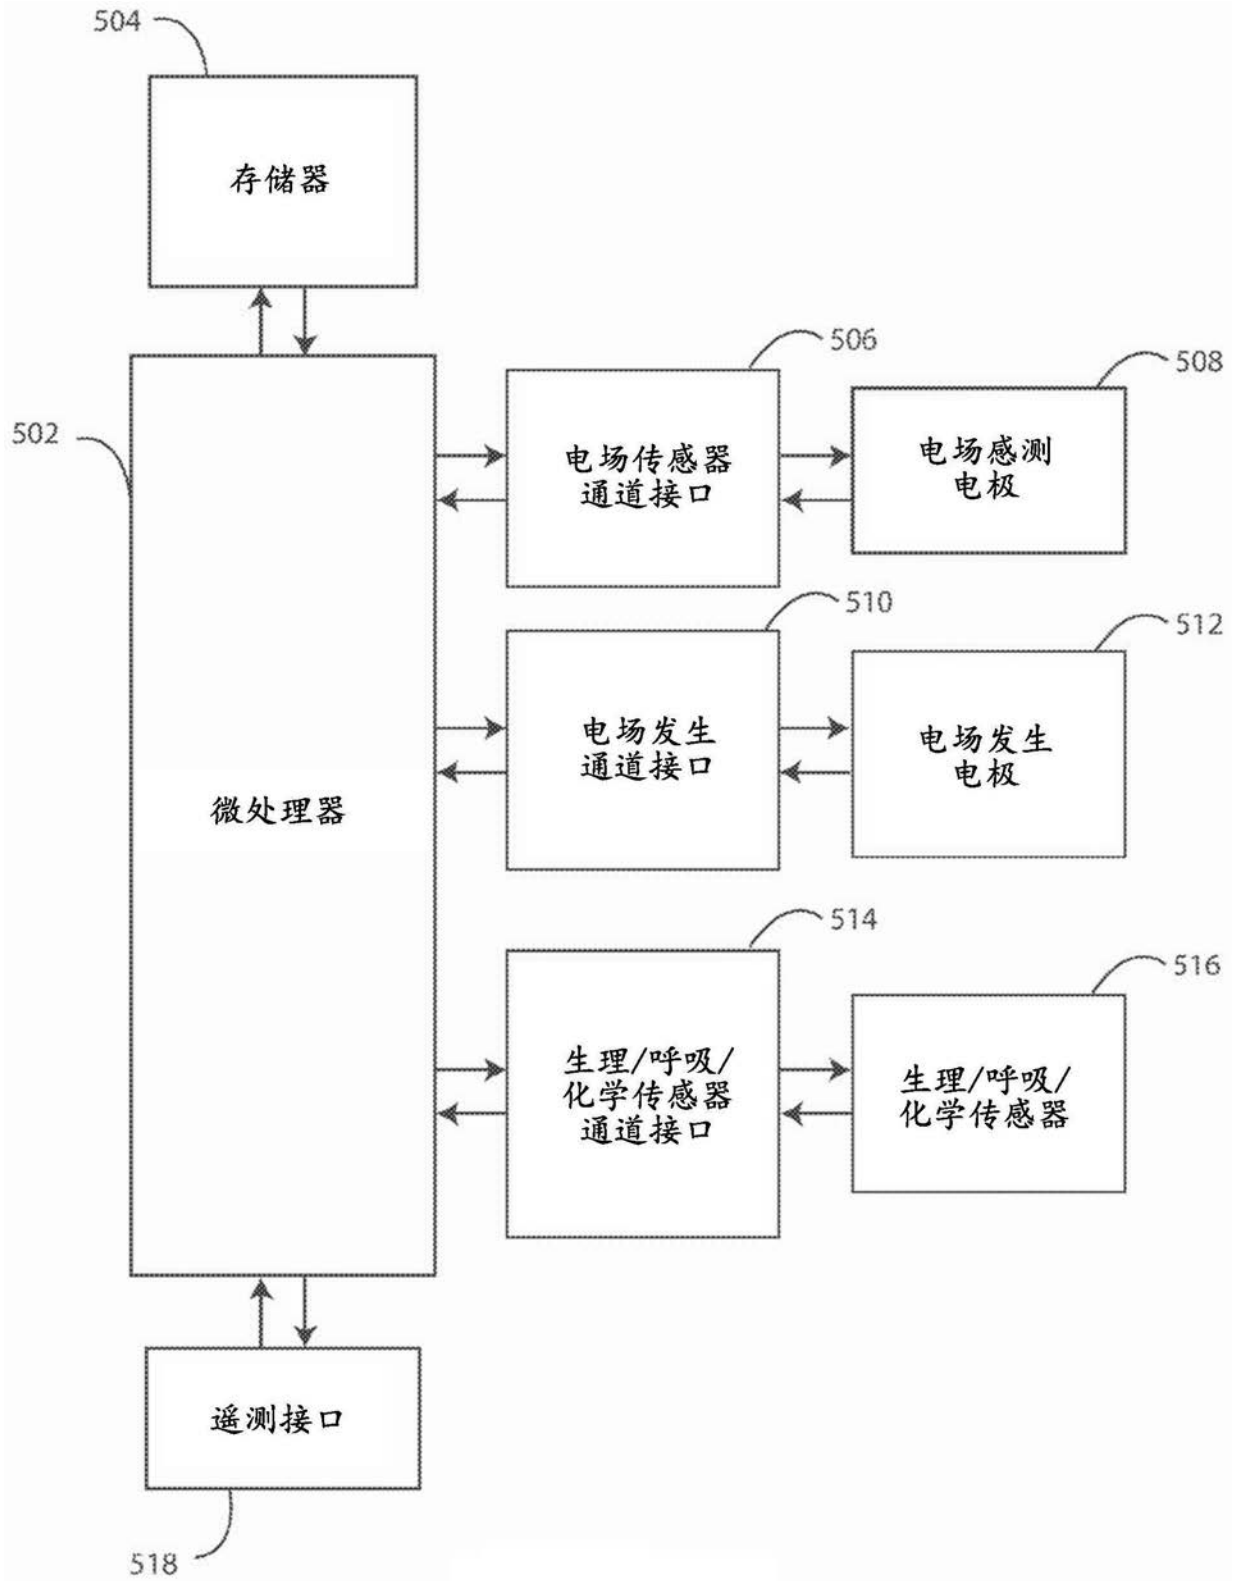 504
存储器
506
508
502
电场传感器
通道接口
电场感测
电极
510
512
电场发生
通道接口
电场发生
电极
微处理器
514
516
生理/呼吸/
化学传感器
通道接口
生理/呼吸/
化学传感器
遥测接口
518